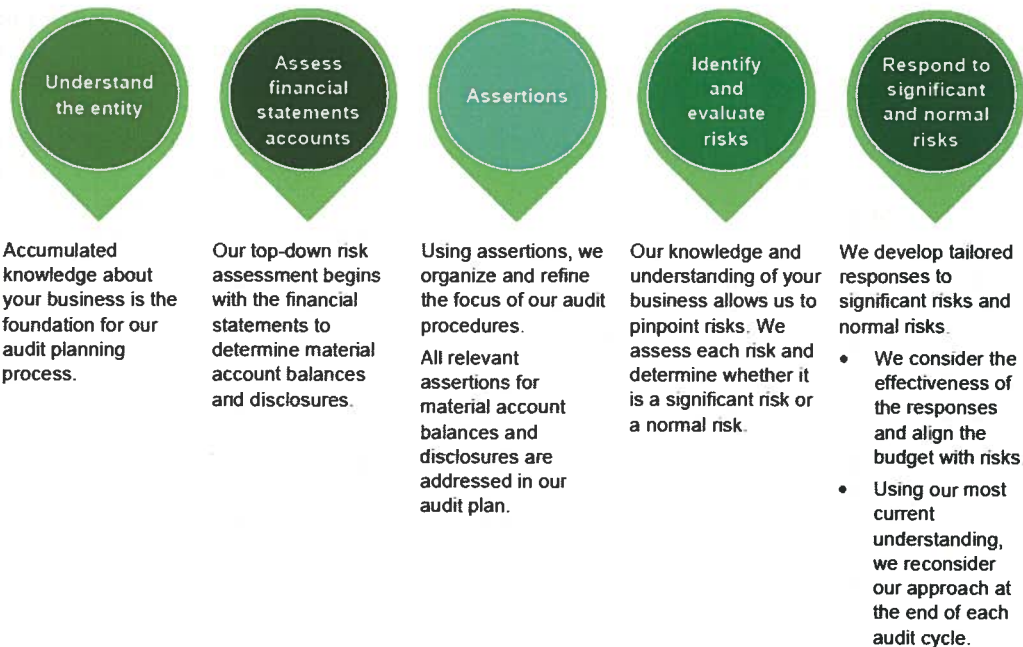 Understand
the entity
Assess
financial
statements
accounts
Assertions
Identify
and
evaluate
risks
Respond to
significant
and normal
risks
Accumulated
knowledge about
your business is the
foundation for our
audit planning
process.
Our top-down risk
assessment begins
with the financial
statements to
determine material
account balances
and disclosures.
Using assertions, we
organize and refine
the focus of our audit
procedures.
All relevant
assertions for
material account
balances and
disclosures are
addressed in our
audit plan.
Our knowledge and
understanding of your
business allows us to
pinpoint risks. We
assess each risk and
determine whether it
is a significant risk or
a normal risk.
We develop tailored
responses to
significant risks and
normal risks.
• We consider the
effectiveness of
the responses
and align the
budget with risks
• Using our most
current
understanding,
we reconsider
our approach at
the end of each
audit cycle.